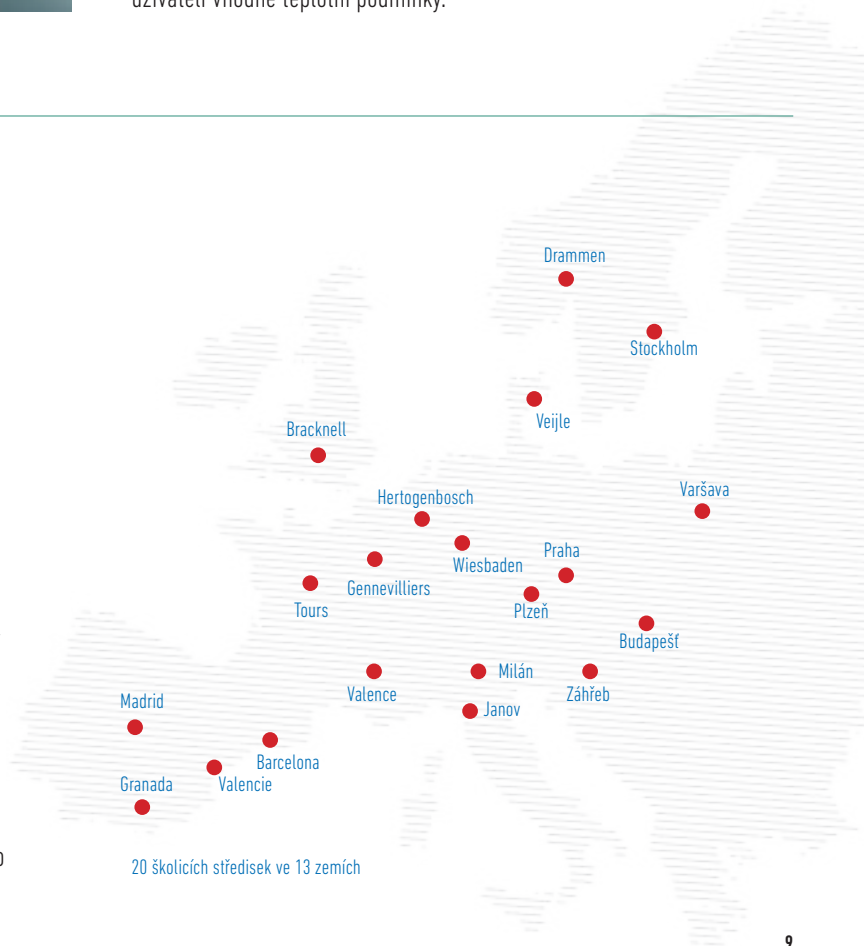 uživateli vhodné teplotní podmínky.
Drammen
Stockholm
Veijle
Bracknell
Varšava
Hertogenbosch
Praha
Wiesbaden
Gennevilliers
Plzeň
Tours
Budapešť
Milán
Valence
Záhřeb
Madrid
Janov
Barcelona
Granada
Valencie
20 školicích středisek ve 13 zemích
9